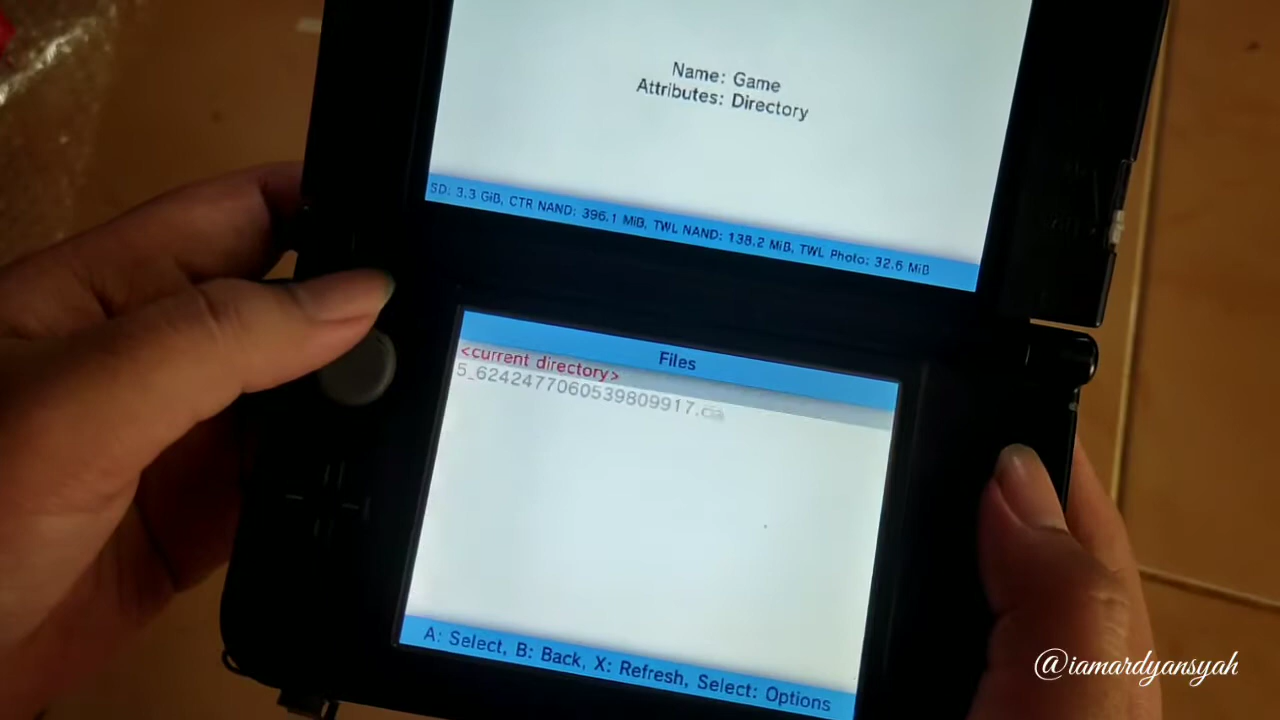 Name: Game
Attributes: Directory
SD: 3.3 GiB, CTR NAND: 396.1 MiB, TWL NAND: 138.2 MiB, TWL Photo: 32.6 MiB
Files
<current directory>
5_6242477060539809917.cia
A: Select, B: Back, X: Refresh, Select: Options
@iamardyansyah